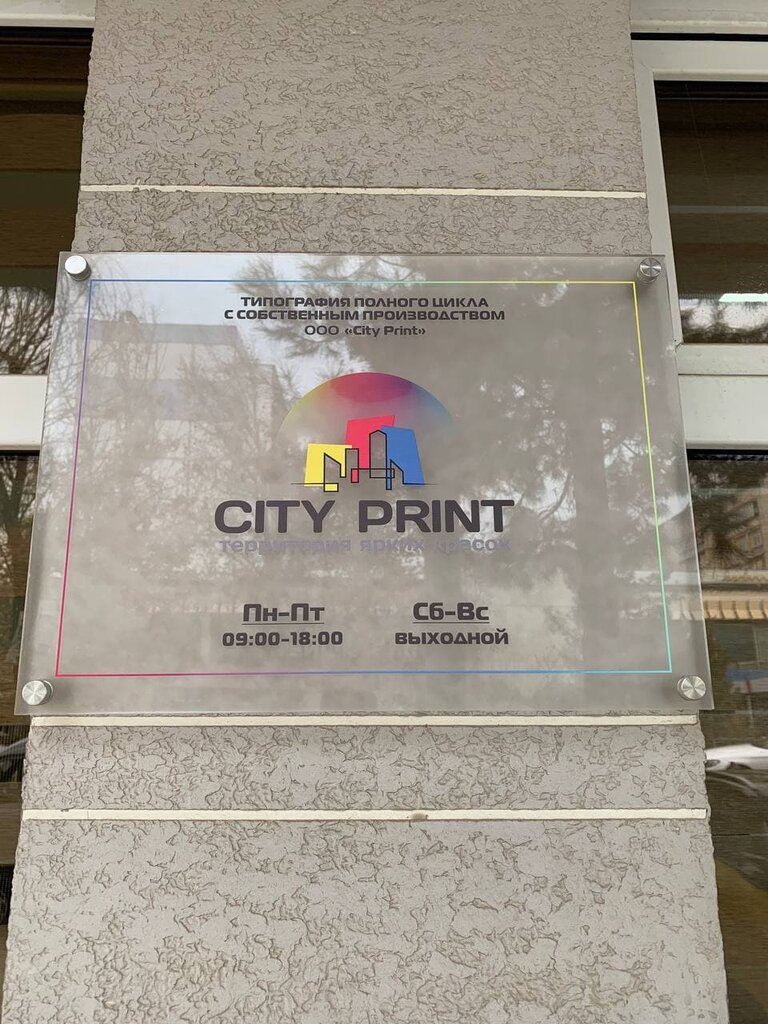 ТИПОГРАФИЯ ПОЛНОГО ЦИКЛА
С СОБСТВЕННЫМ ПРОИЗВОДСТВОМ
ООО «City Print»
CITY PRINT
территория ярких красок
Пн-Пт
09:00-18:00
Сб-Вс
ВЫХОДНОЙ